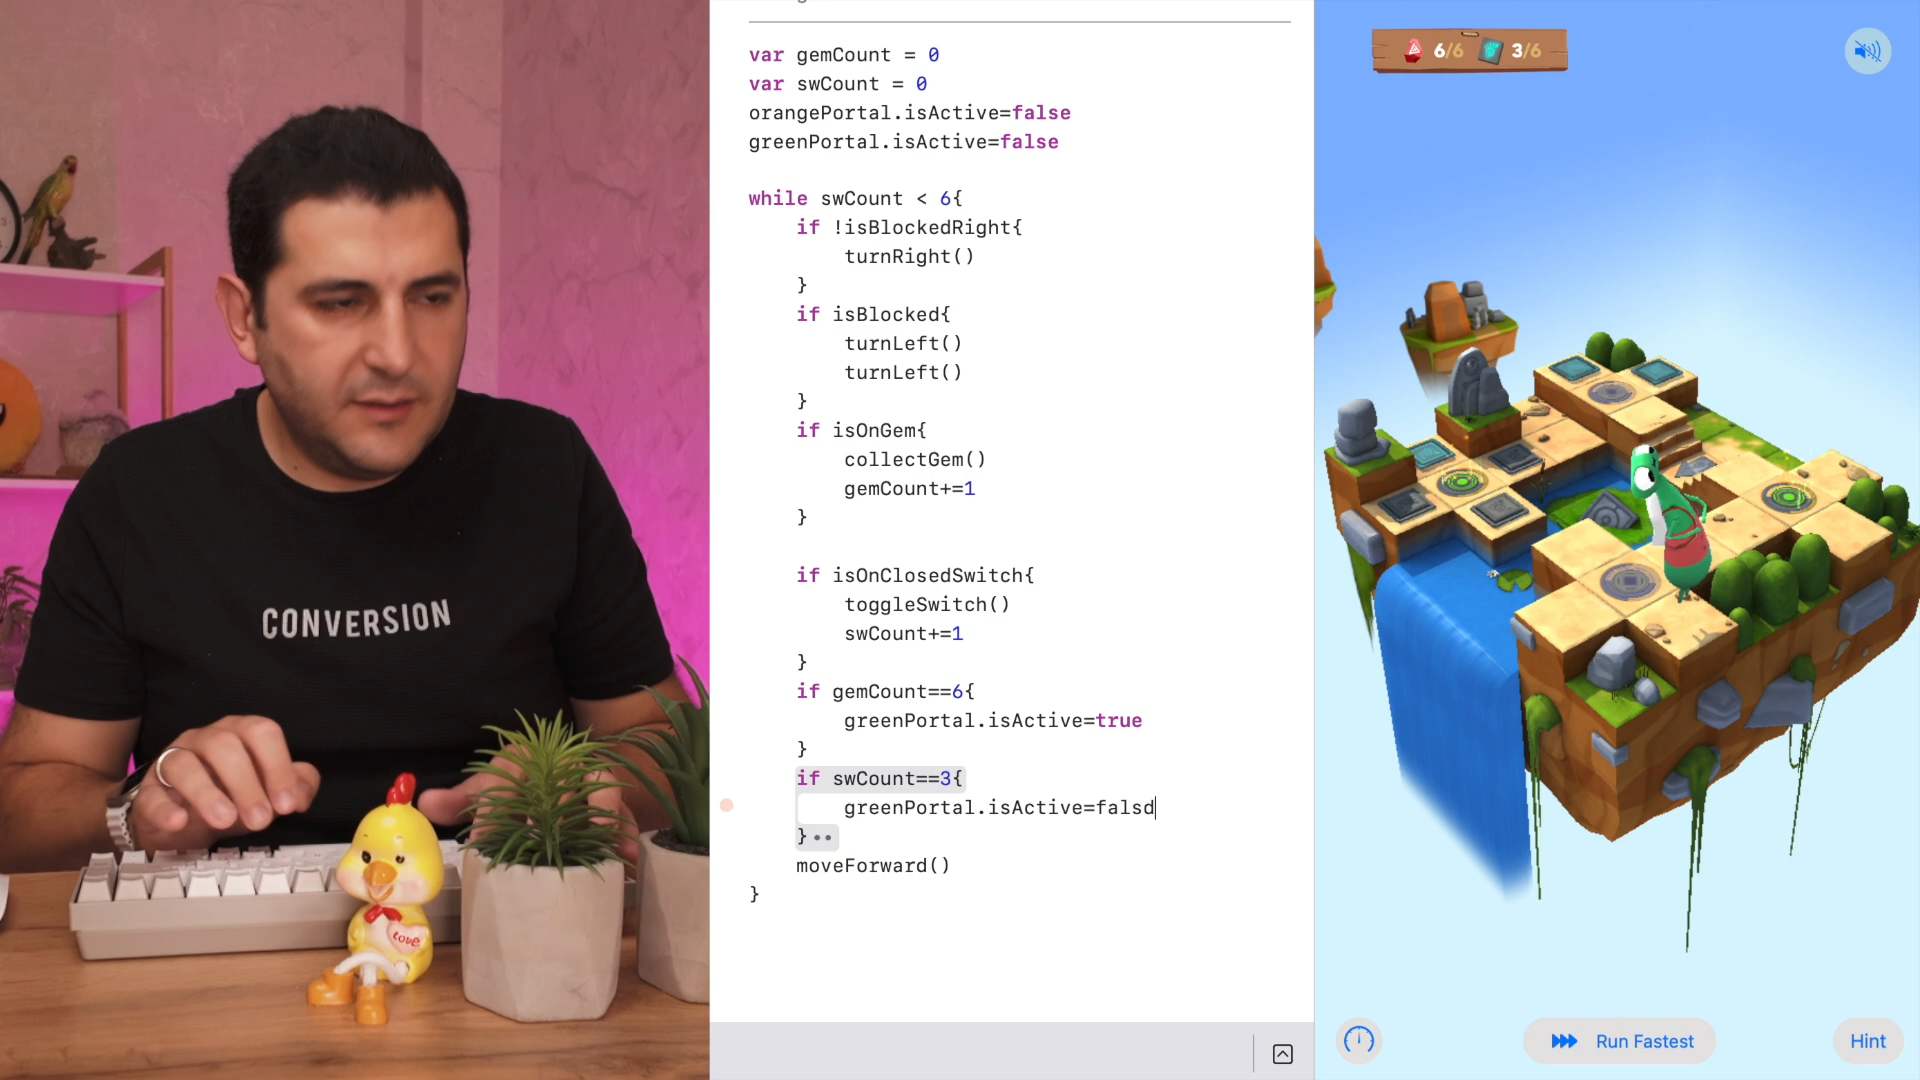 CONVERSION
Love
var gemCount = 0
var swCount = 0
orangePortal.isActive=false
greenPortal.isActive=false
while swCount < 6{
if !isBlockedRight{
turnRight()
}
if isBlocked{
turnLeft()
turnLeft()
}
if isOnGem{
collectGem()
gemCount+=1
}
if isOnClosedSwitch{
toggleSwitch()
swCount+=1
}
if gemCount==6{
greenPortal.isActive=true
}
if swCount==3{
greenPortal.isActive=falsd
}
moveForward()
}
6/6 3/6
Run Fastest
Hint